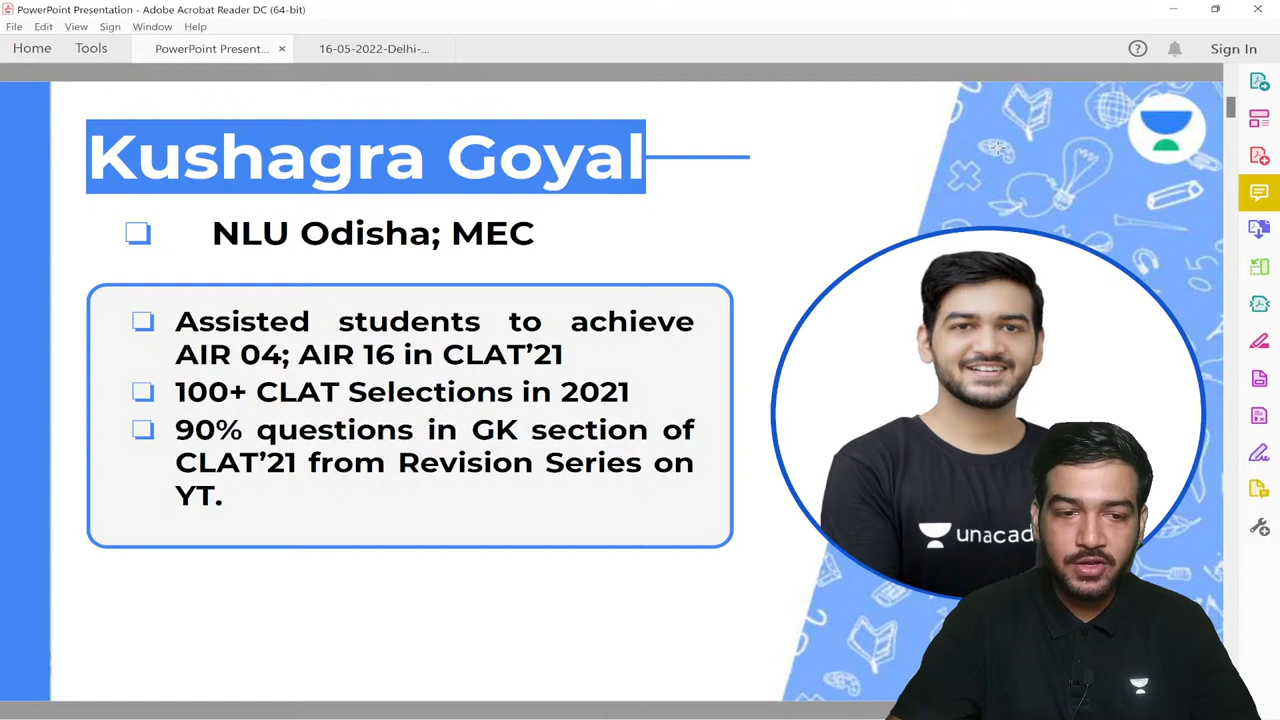 PowerPoint Presentation - Adobe Acrobat Reader DC (64-bit)
File Edit View Sign Window Help
Home Tools PowerPoint Present... × 16-05-2022-Delhi-... ? Sign In
Kushagra Goyal
NLU Odisha; MEC
Assisted students to achieve
AIR 04; AIR 16 in CLAT’21
100+ CLAT Selections in 2021
90% questions in GK section of
CLAT’21 from Revision Series on
YT.
unacad